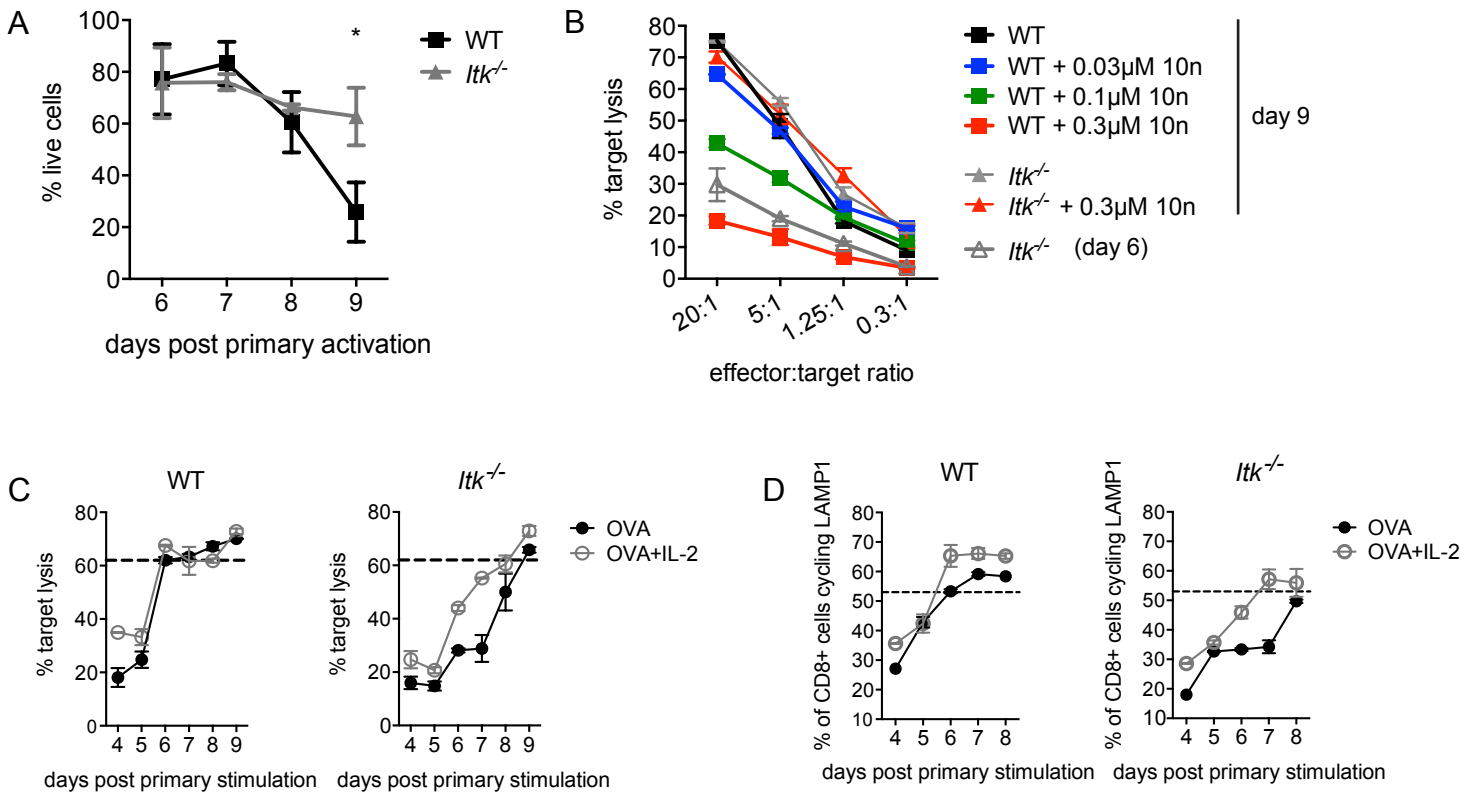 A
100
80
60
40
20
0
% live cells
*
WT
Itk-/-
6 7 8 9
days post primary activation
B
80
70
60
50
40
30
20
10
0
% target lysis
20:1 5:1 1.25:1 0.3:1
effector:target ratio
WT
WT + 0.03µM 10n
WT + 0.1µM 10n
WT + 0.3µM 10n
Itk-/-
Itk-/- + 0.3µM 10n
Itk-/- (day 6)
day 9
C
WT
80
60
40
20
0
% target lysis
4 5 6 7 8 9
days post primary stimulation
Itk-/-
80
60
40
20
0
% target lysis
4 5 6 7 8 9
days post primary stimulation
OVA
OVA+IL-2
D
WT
80
70
60
50
40
30
20
10
% of CD8+ cells cycling LAMP1
4 5 6 7 8
days post primary stimulation
Itk-/-
80
70
60
50
40
30
20
10
% of CD8+ cells cycling LAMP1
4 5 6 7 8
days post primary stimulation
OVA
OVA+IL-2